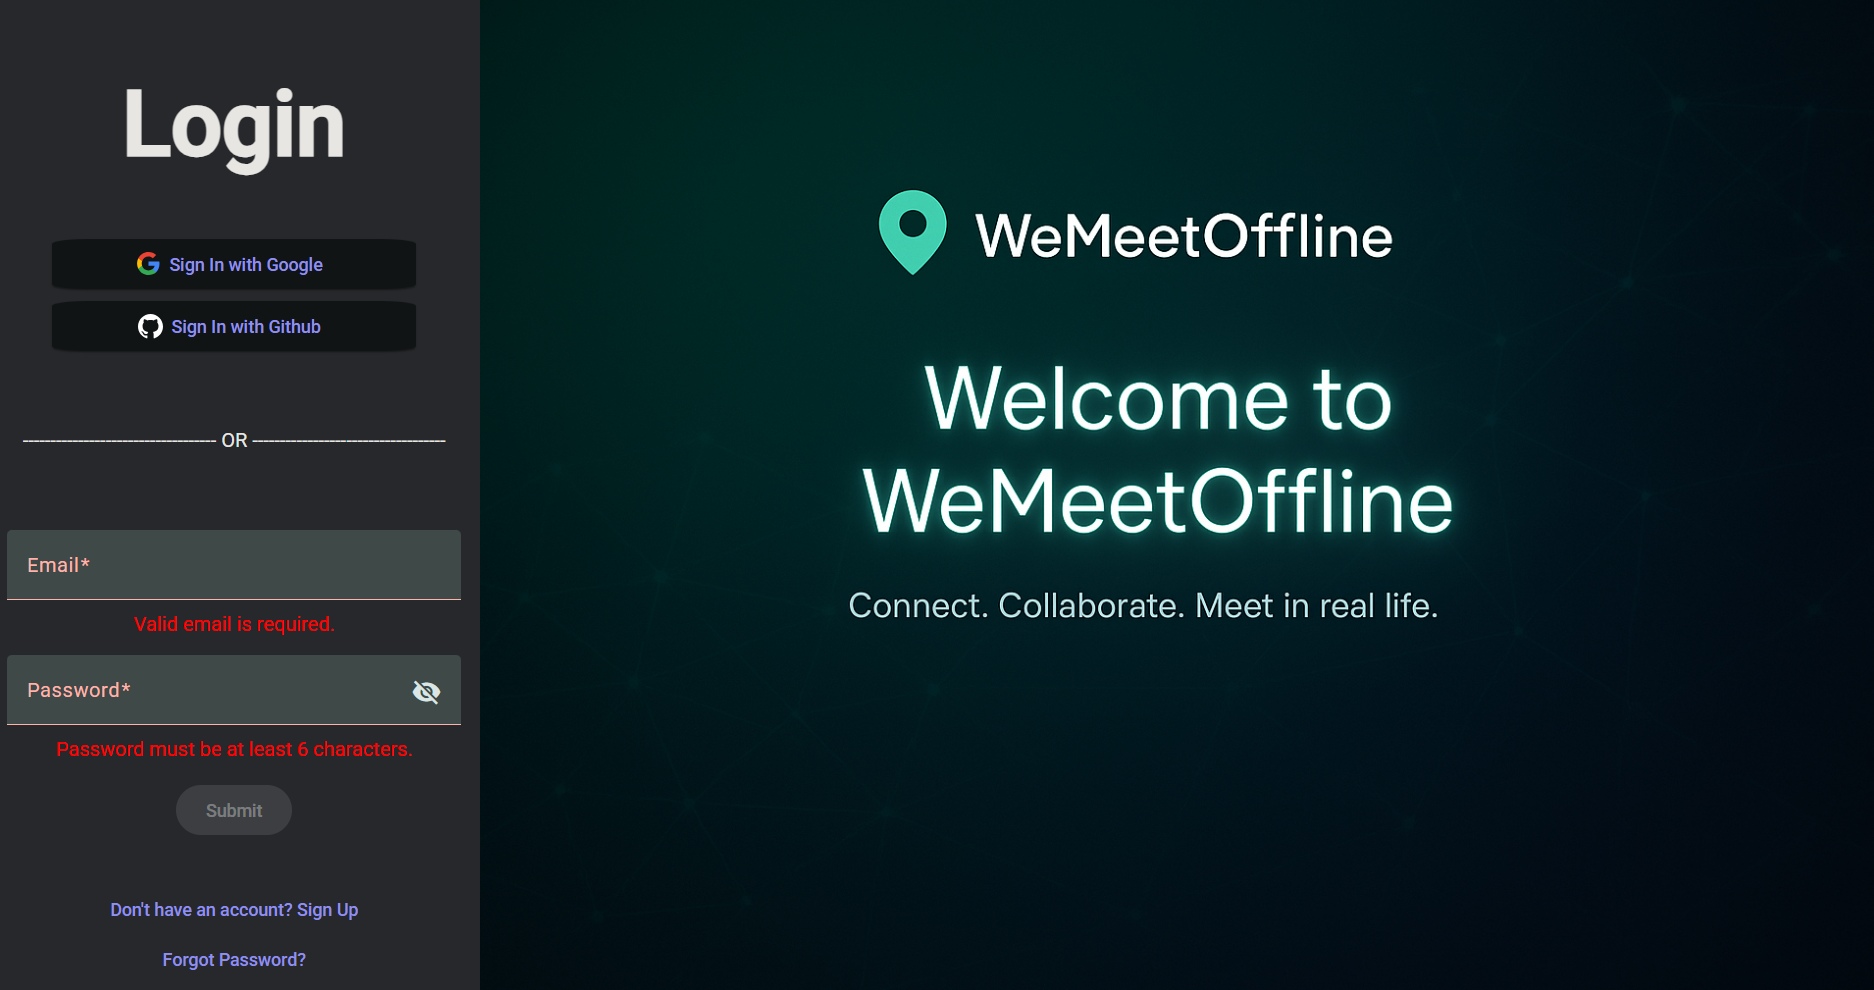 Login
Sign In with Google
Sign In with Github
----------------------------------- OR -----------------------------------
Email*
Valid email is required.
Password*
Password must be at least 6 characters.
Submit
Don't have an account? Sign Up
Forgot Password?
WeMeetOffline
Welcome to
WeMeetOffline
Connect. Collaborate. Meet in real life.